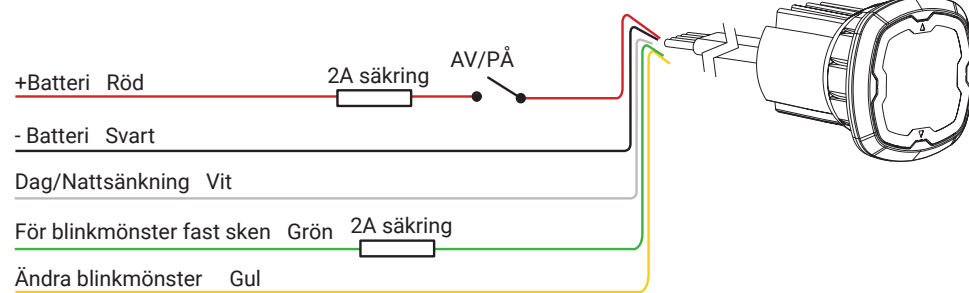 AV/PÅ
+Batteri Röd 2A säkring
- Batteri Svart
Dag/Nattsänkning Vit
För blinkmönster fast sken Grön 2A säkring
Ändra blinkmönster Gul